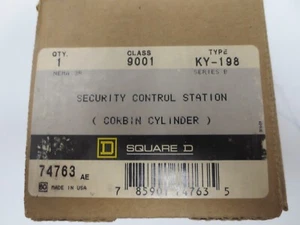 QTY. CLASS TYPE
1 9001 KY-198
SERIES
SECURITY CONTROL STATION
( CORBIN CYLINDER )
D SQUARE D
74763 AE
MADE IN USA
7 85901 74763 5